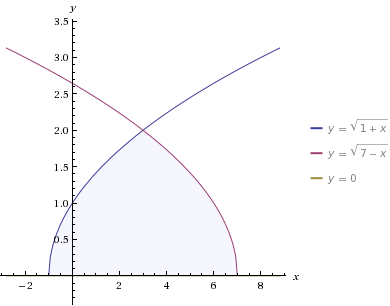 y
3.5
3.0
2.5
2.0
1.5
1.0
0.5
−2 2 4 6 8 x
y = √1 + x
y = √7 − x
y = 0